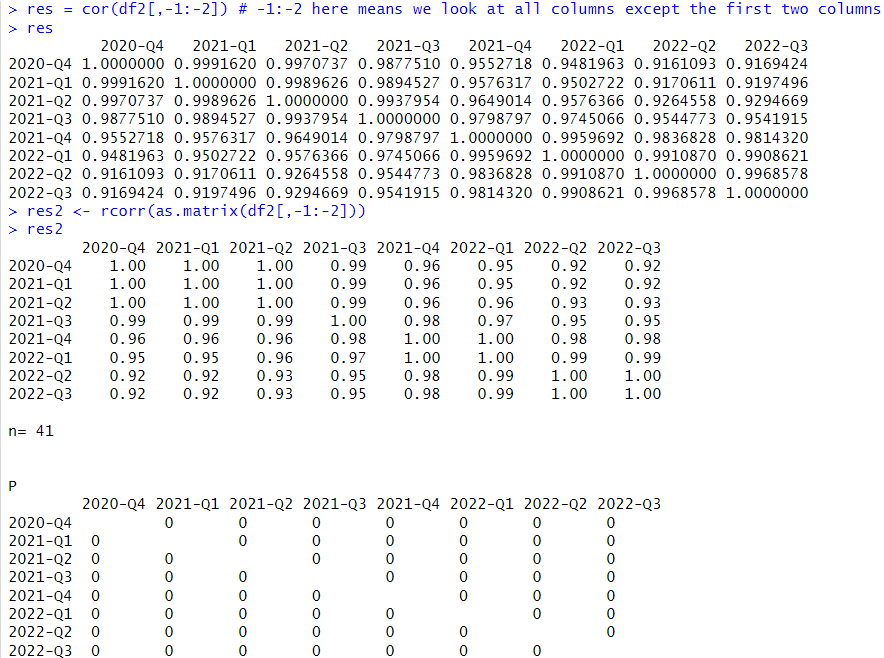 > res = cor(df2[,-1:-2]) # -1:-2 here means we look at all columns except the first two columns
> res
2020-Q4 2021-Q1 2021-Q2 2021-Q3 2021-Q4 2022-Q1 2022-Q2 2022-Q3
2020-Q4 1.0000000 0.9991620 0.9970737 0.9877510 0.9552718 0.9481963 0.9161093 0.9169424
2021-Q1 0.9991620 1.0000000 0.9989626 0.9894527 0.9576317 0.9502722 0.9170611 0.9197496
2021-Q2 0.9970737 0.9989626 1.0000000 0.9937954 0.9649014 0.9576366 0.9264558 0.9294669
2021-Q3 0.9877510 0.9894527 0.9937954 1.0000000 0.9798797 0.9745066 0.9544773 0.9541915
2021-Q4 0.9552718 0.9576317 0.9649014 0.9798797 1.0000000 0.9959692 0.9836828 0.9814320
2022-Q1 0.9481963 0.9502722 0.9576366 0.9745066 0.9959692 1.0000000 0.9910870 0.9908621
2022-Q2 0.9161093 0.9170611 0.9264558 0.9544773 0.9836828 0.9910870 1.0000000 0.9968578
2022-Q3 0.9169424 0.9197496 0.9294669 0.9541915 0.9814320 0.9908621 0.9968578 1.0000000
> res2 <- rcorr(as.matrix(df2[,-1:-2]))
> res2
2020-Q4 2021-Q1 2021-Q2 2021-Q3 2021-Q4 2022-Q1 2022-Q2 2022-Q3
2020-Q4 1.00 1.00 1.00 0.99 0.96 0.95 0.92 0.92
2021-Q1 1.00 1.00 1.00 0.99 0.96 0.95 0.92 0.92
2021-Q2 1.00 1.00 1.00 0.99 0.96 0.96 0.93 0.93
2021-Q3 0.99 0.99 0.99 1.00 0.98 0.97 0.95 0.95
2021-Q4 0.96 0.96 0.96 0.98 1.00 1.00 0.98 0.98
2022-Q1 0.95 0.95 0.96 0.97 1.00 1.00 0.99 0.99
2022-Q2 0.92 0.92 0.93 0.95 0.98 0.99 1.00 1.00
2022-Q3 0.92 0.92 0.93 0.95 0.98 0.99 1.00 1.00
n= 41
P
2020-Q4 2021-Q1 2021-Q2 2021-Q3 2021-Q4 2022-Q1 2022-Q2 2022-Q3
2020-Q4 0 0 0 0 0 0 0
2021-Q1 0 0 0 0 0 0 0
2021-Q2 0 0 0 0 0 0 0
2021-Q3 0 0 0 0 0 0 0
2021-Q4 0 0 0 0 0 0 0
2022-Q1 0 0 0 0 0 0 0
2022-Q2 0 0 0 0 0 0 0
2022-Q3 0 0 0 0 0 0 0